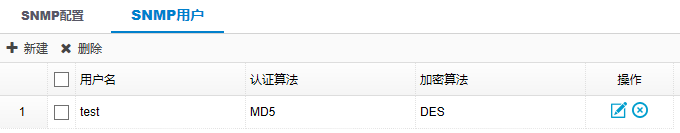 SNMP配置 SNMP用户
新建 删除
用户名 认证算法 加密算法 操作
1 test MD5 DES